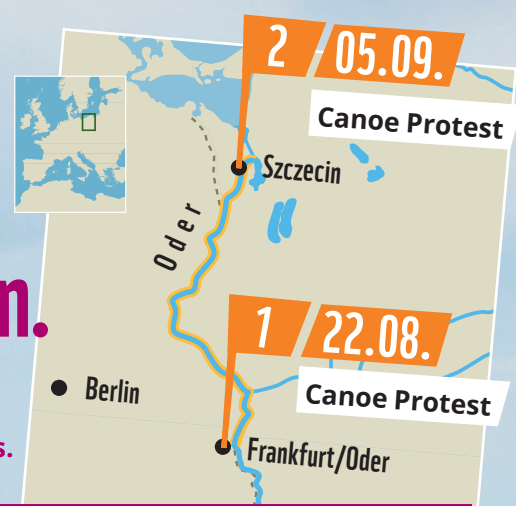 2 05.09.
Canoe Protest
Szczecin
Oder
n.
1 22.08.
Canoe Protest
Berlin
s.
Frankfurt/Oder